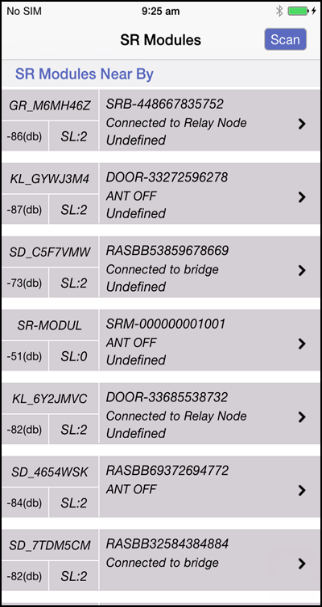 No SIM 9:25 am
SR Modules Scan
SR Modules Near By
GR_M6MH46Z SRB-448667835752
-86(db) SL:2 Connected to Relay Node
Undefined
KL_GYWJ3M4 DOOR-33272596278
-87(db) SL:2 ANT OFF
Undefined
SD_C5F7VMW RASBB53859678669
-73(db) SL:2 Connected to bridge
Undefined
SR-MODUL SRM-000000001001
-51(db) SL:0 ANT OFF
Undefined
KL_6Y2JMVC DOOR-33685538732
-82(db) SL:2 Connected to Relay Node
Undefined
SD_4654WSK RASBB69372694772
-84(db) SL:2 ANT OFF
SD_7TDM5CM RASBB32584384884
-82(db) SL:2 Connected to bridge